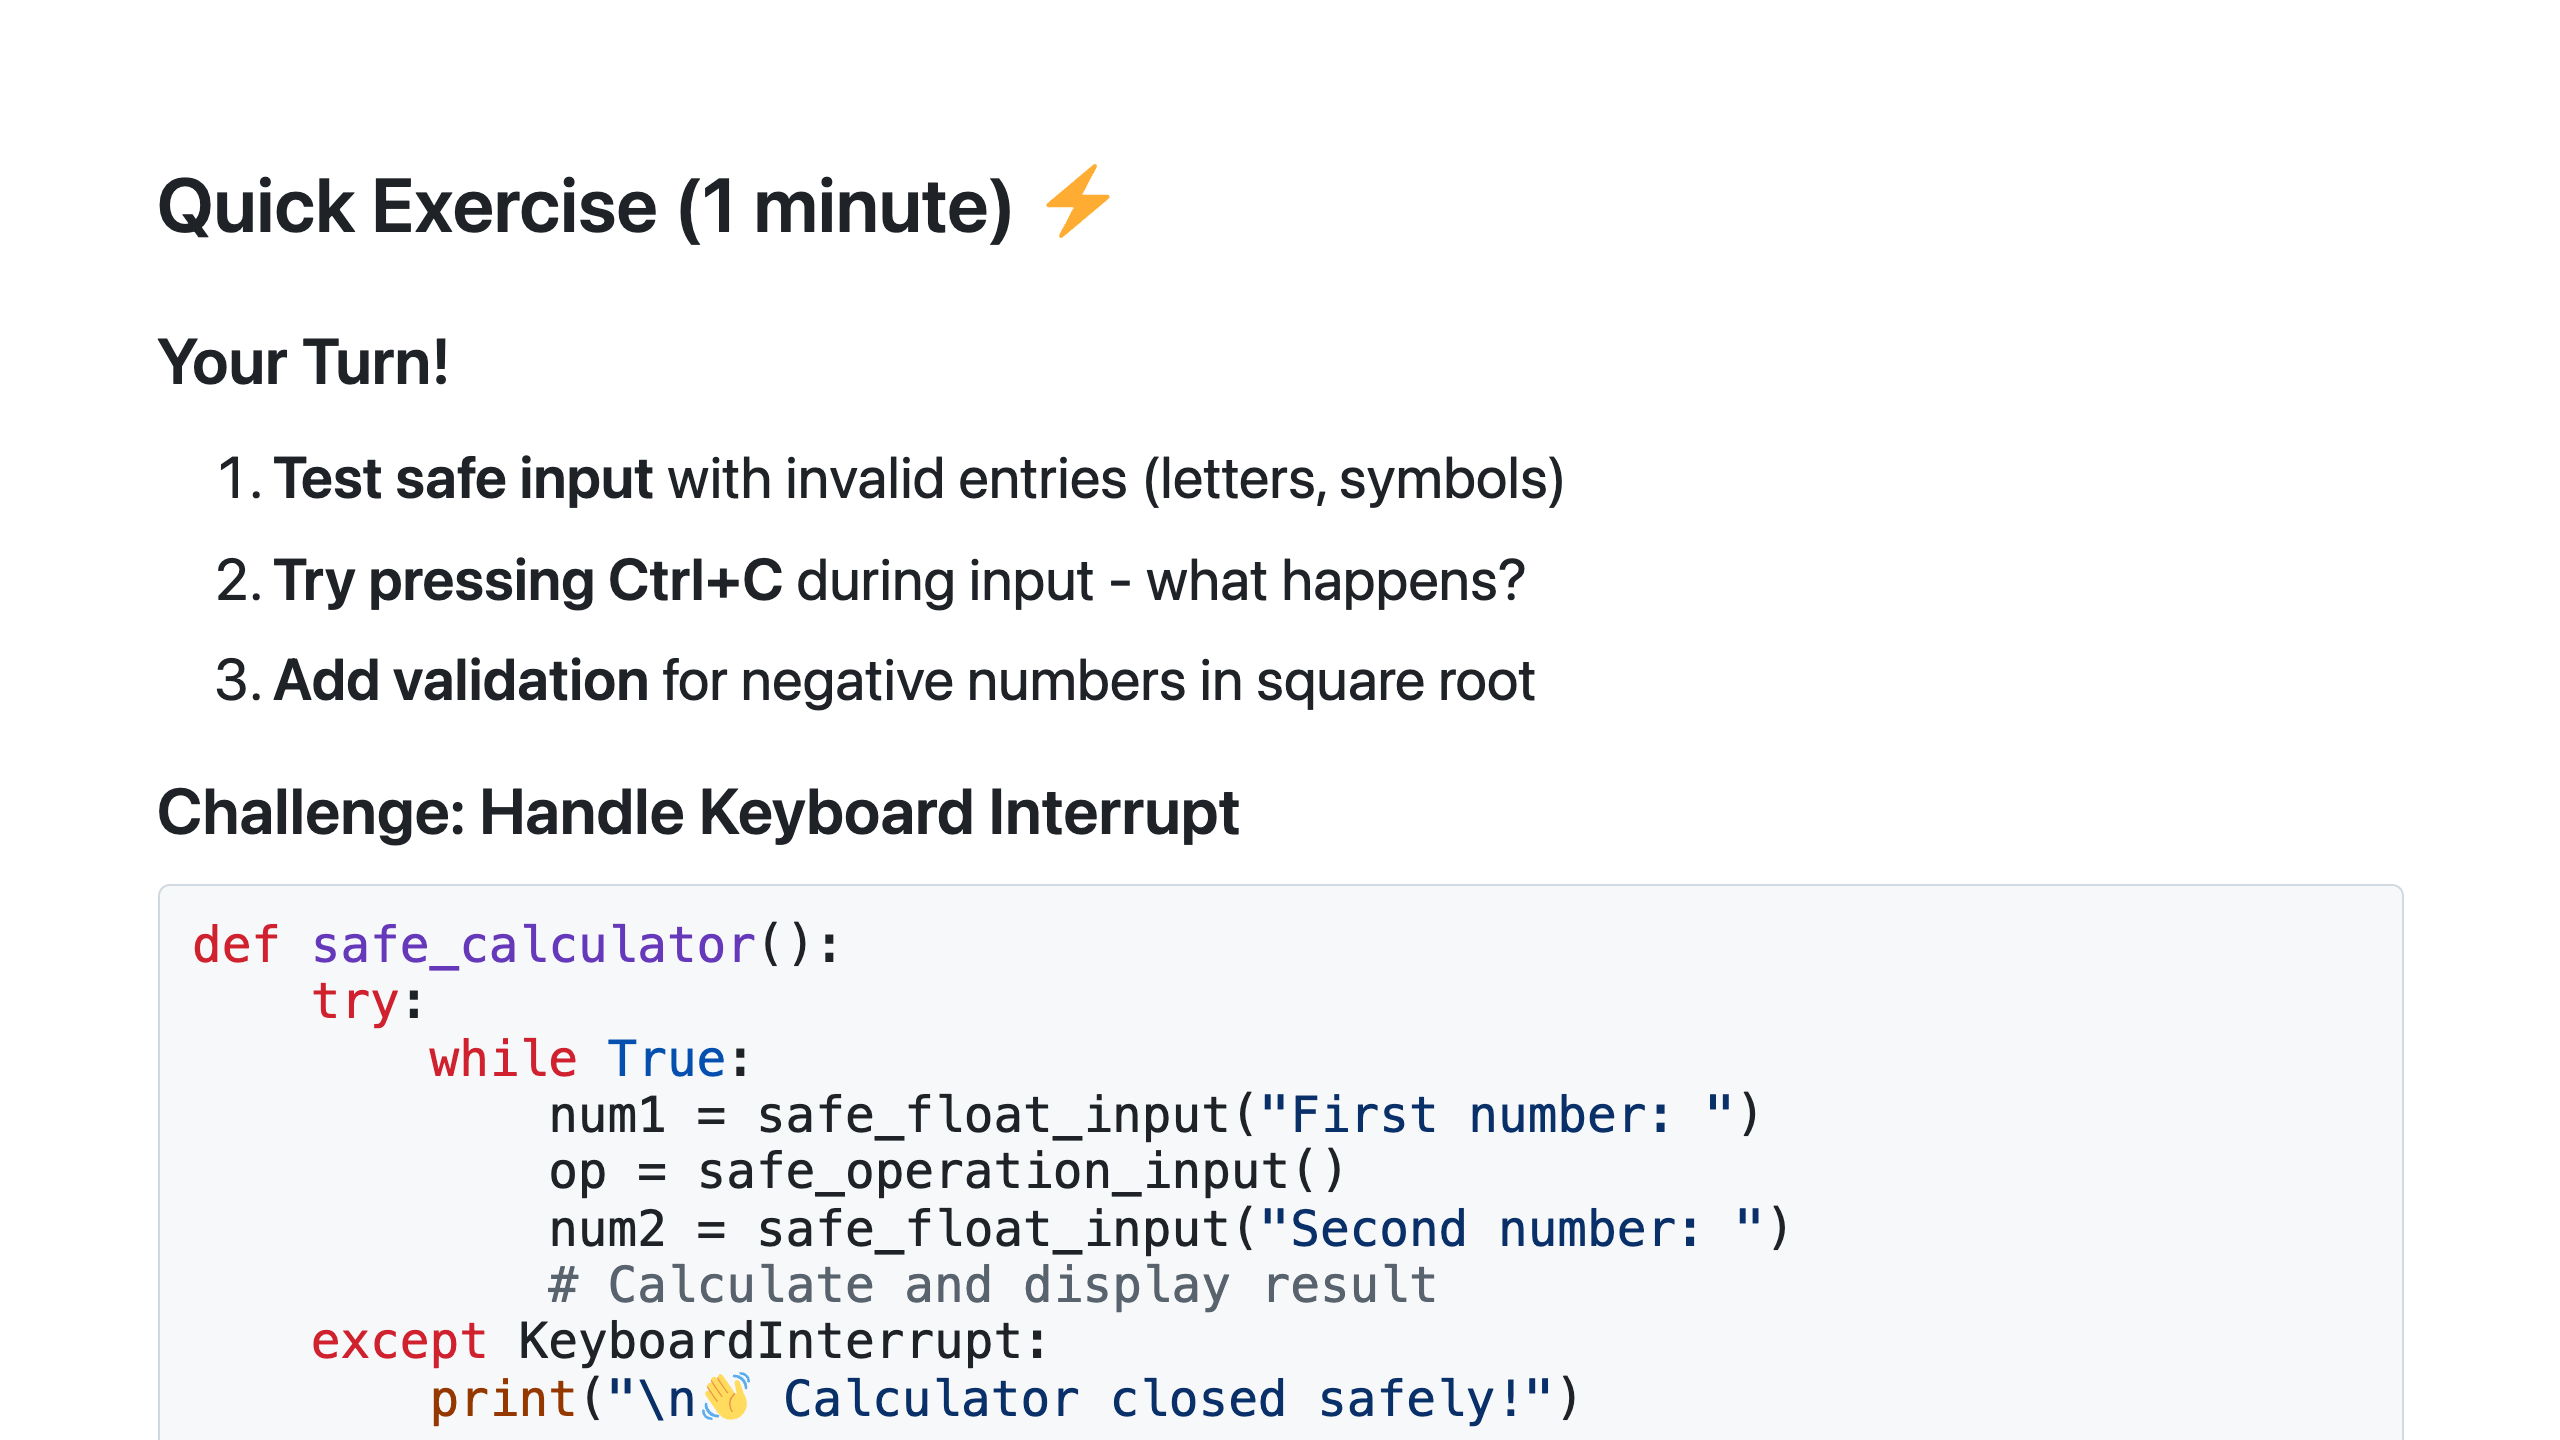 Quick Exercise (1 minute) ⚡
Your Turn!
1. Test safe input with invalid entries (letters, symbols)
2. Try pressing Ctrl+C during input - what happens?
3. Add validation for negative numbers in square root
Challenge: Handle Keyboard Interrupt
def safe_calculator():
    try:
        while True:
            num1 = safe_float_input("First number: ")
            op = safe_operation_input()
            num2 = safe_float_input("Second number: ")
            # Calculate and display result
    except KeyboardInterrupt:
        print("\n👋 Calculator closed safely!")